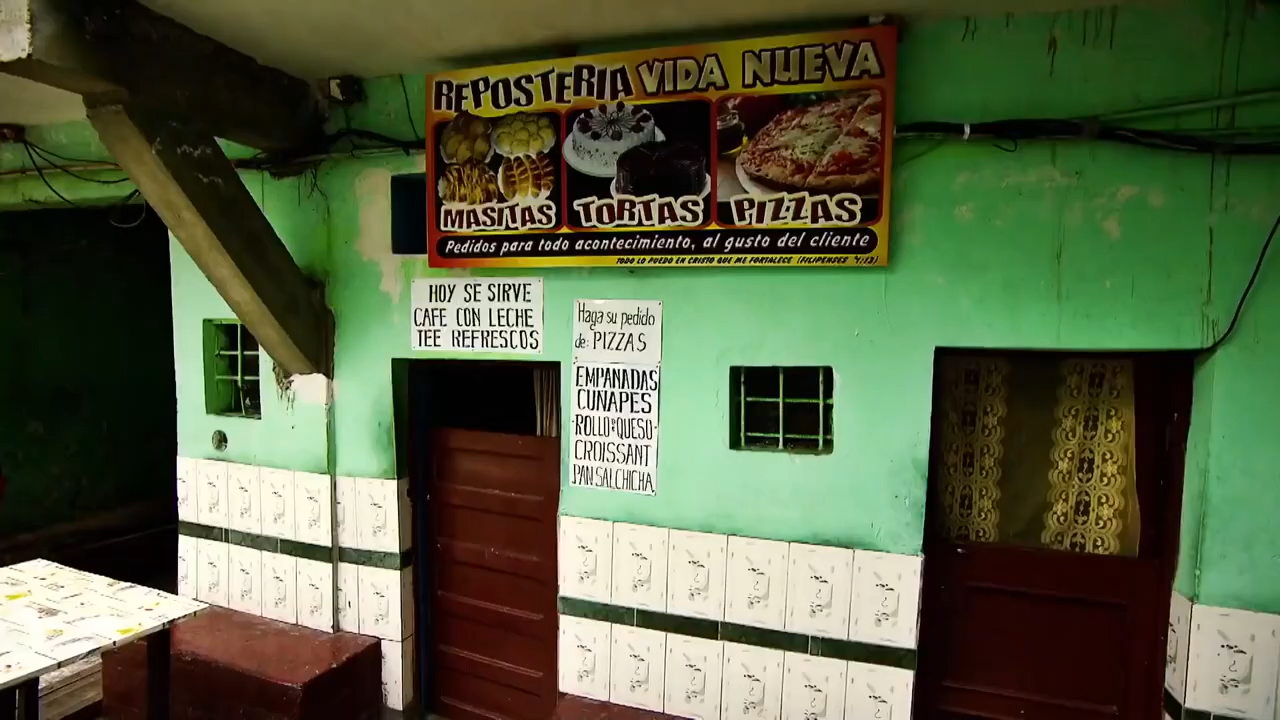 REPOSTERIA VIDA NUEVA
MASITAS TORTAS PIZZAS
Pedidos para todo acontecimiento, al gusto del cliente
TODO LO PUEDO EN CRISTO QUE ME FORTALECE (FILIPENSES 4:13)
HOY SE SIRVE
CAFE CON LECHE
TEE REFRESCOS
Haga su pedido
de: PIZZAS
EMPANADAS
CUÑAPES
ROLLO D QUESO
CROISSANT
PAN SALCHICHA